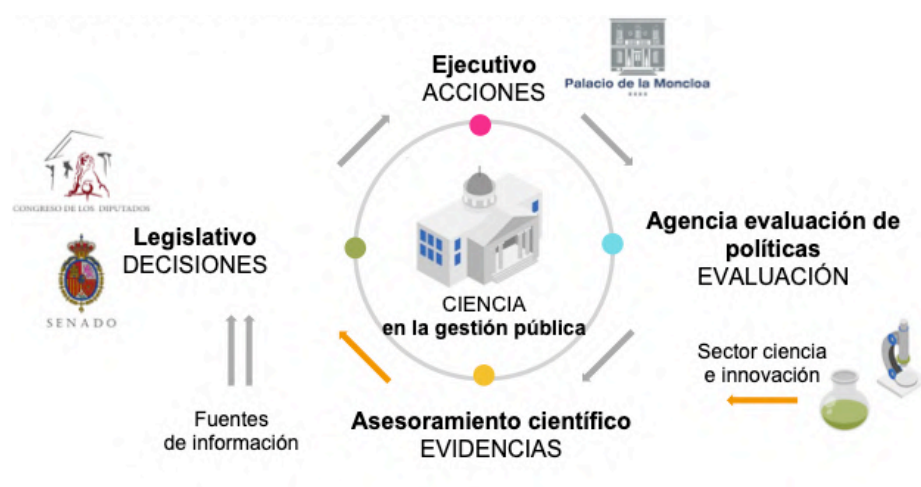 Ejecutivo
ACCIONES
Palacio de la Moncloa
CONGRESO DE LOS DIPUTADOS
Legislativo
DECISIONES
SENADO
Agencia evaluación de
políticas
EVALUACIÓN
CIENCIA
en la gestión pública
Sector ciencia
e innovación
Fuentes
de información
Asesoramiento científico
EVIDENCIAS